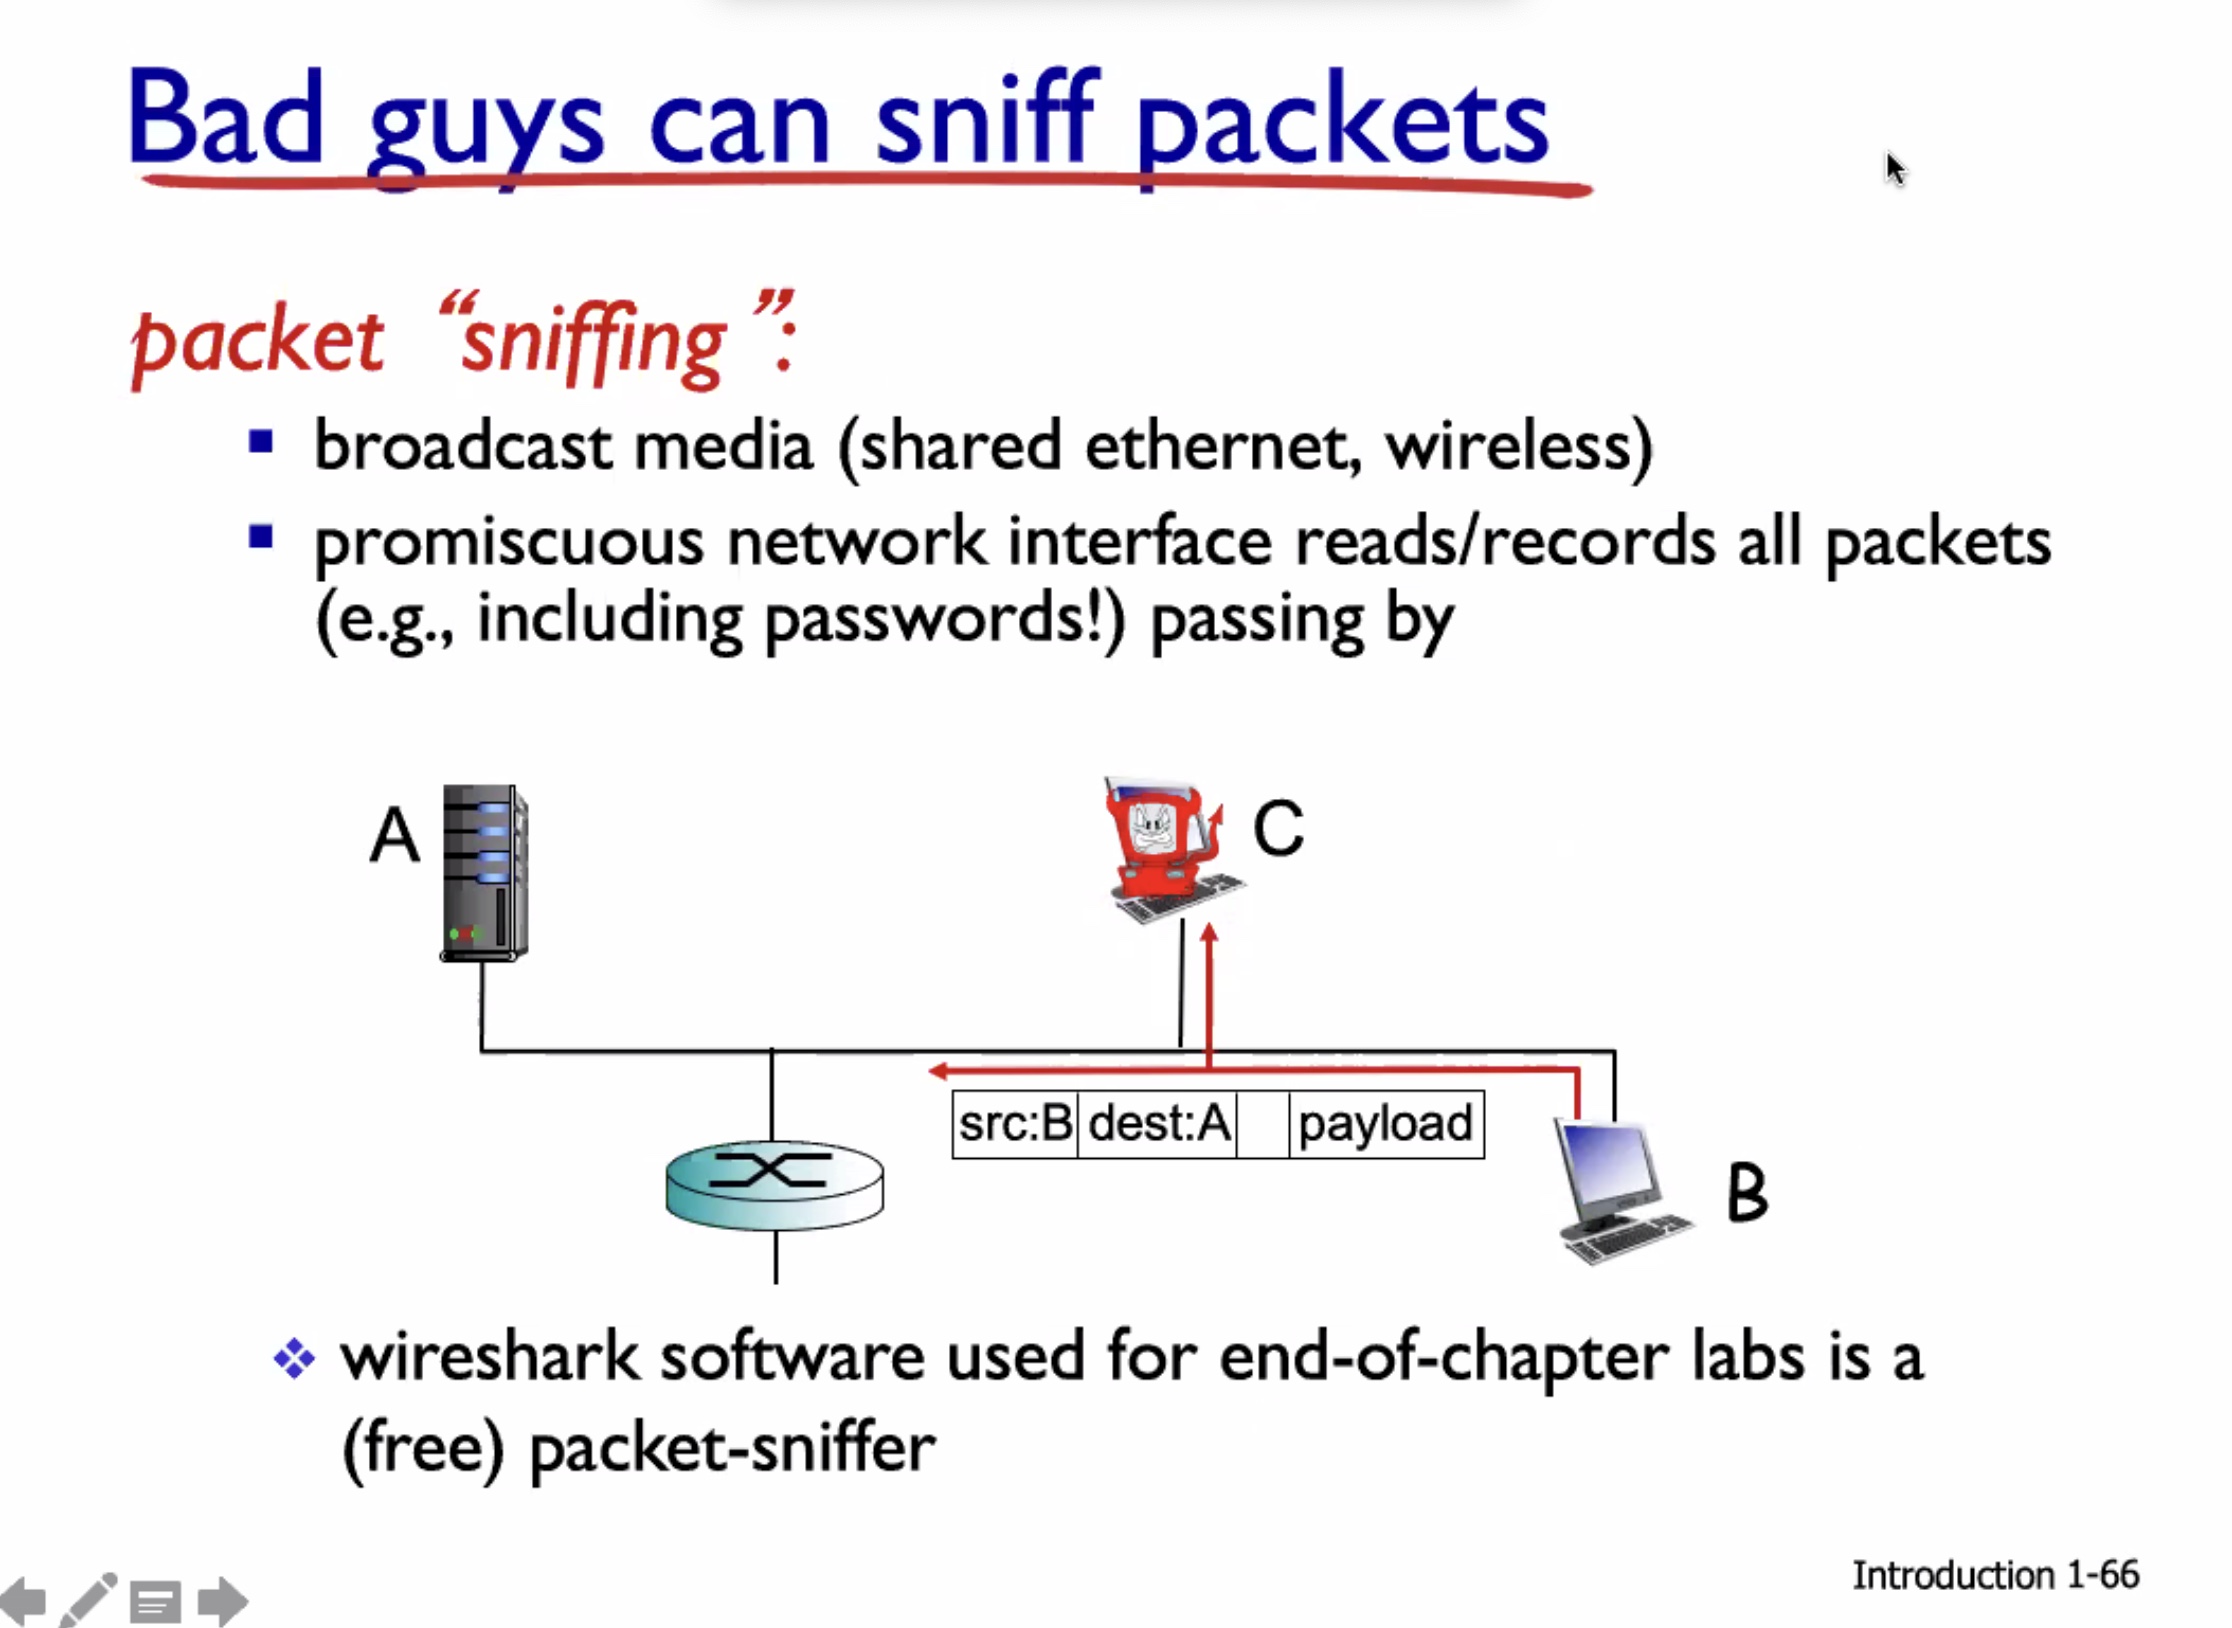 Bad guys can sniff packets
packet “sniffing”:
broadcast media (shared ethernet, wireless)
promiscuous network interface reads/records all packets
(e.g., including passwords!) passing by
A
C
src:B dest:A payload
B
wireshark software used for end-of-chapter labs is a
(free) packet-sniffer
Introduction 1-66